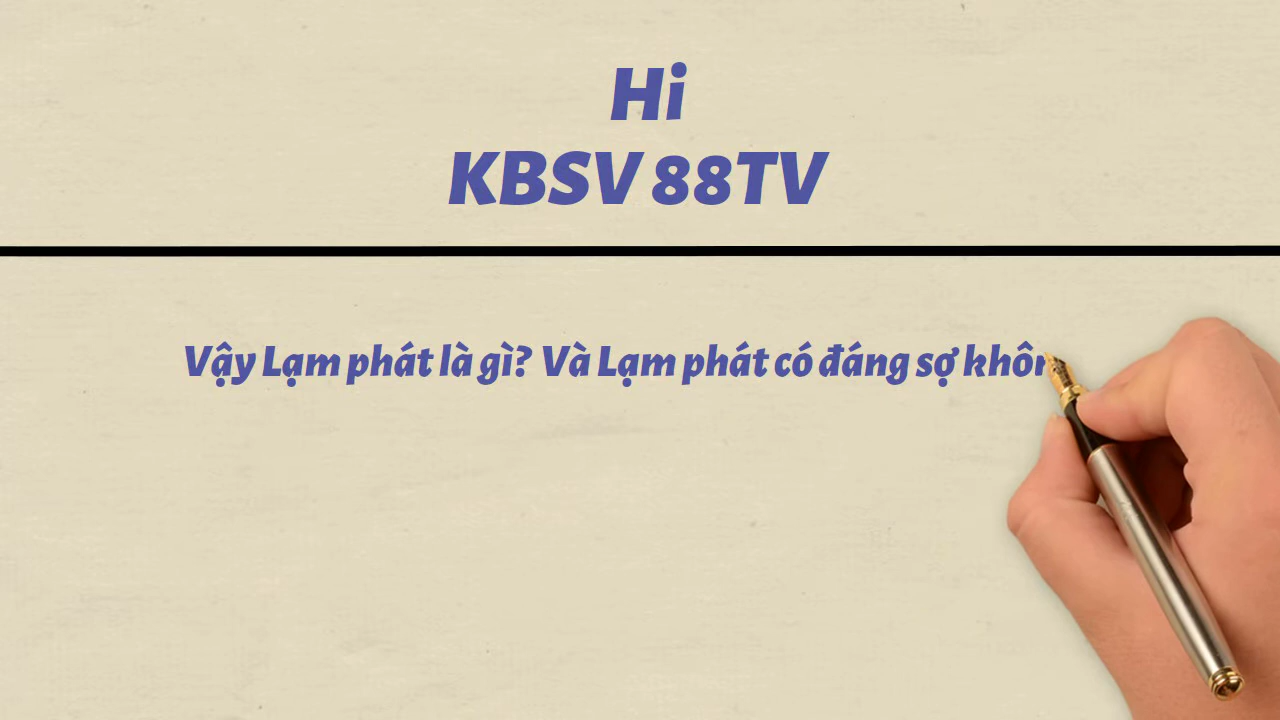 Hi
KBSV 88TV
Vậy Lạm phát là gì? Và Lạm phát có đáng sợ khôn